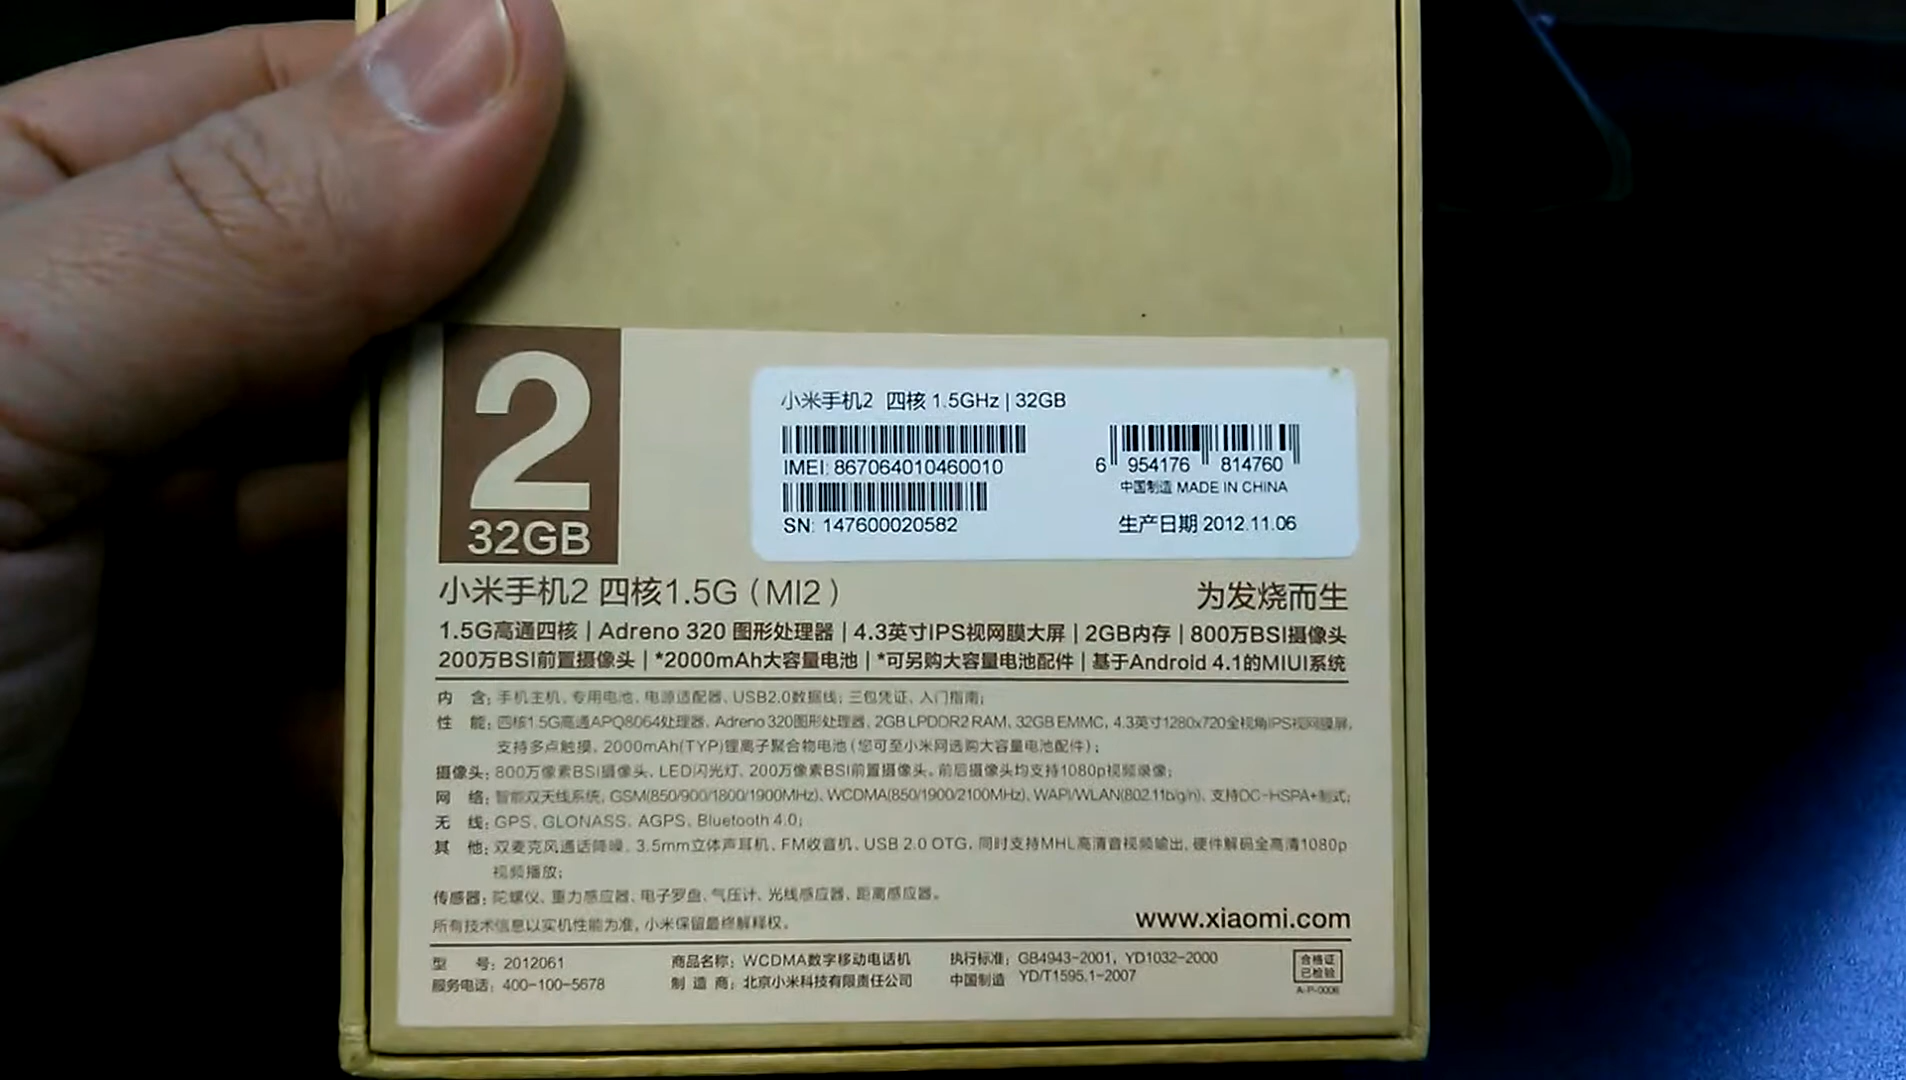 2
32GB
小米手机2 四核 1.5GHz | 32GB
IMEI: 867064010460010
SN: 147600020582
6 954176 814760
中国制造 MADE IN CHINA
生产日期 2012.11.06
小米手机2 四核1.5G（MI2）
为发烧而生
1.5G高通四核 | Adreno 320 图形处理器 | 4.3英寸IPS视网膜大屏 | 2GB内存 | 800万BSI摄像头
200万BSI前置摄像头 | *2000mAh大容量电池 | *可另购大容量电池配件 | 基于Android 4.1的MIUI系统
内 含：手机主机、专用电池、电源适配器、USB2.0数据线；三包凭证、入门指南；
性 能：四核1.5G高通APQ8064处理器、Adreno 320图形处理器、2GB LPDDR2 RAM、32GB EMMC、4.3英寸1280x720全视角IPS视网膜屏、
支持多点触摸、2000mAh(TYP)锂离子聚合物电池（您可至小米网选购大容量电池配件）；
摄像头：800万像素BSI摄像头、LED闪光灯、200万像素BSI前置摄像头。前后摄像头均支持1080p视频录像；
网 络：智能双天线系统，GSM(850/900/1800/1900MHz)、WCDMA(850/1900/2100MHz)、WAPI/WLAN(802.11b/g/n)、支持DC-HSPA+制式；
无 线：GPS、GLONASS、AGPS、Bluetooth 4.0；
其 他：双麦克风通话降噪、3.5mm立体声耳机、FM收音机、USB 2.0 OTG，同时支持MHL高清音视频输出，硬件解码全高清1080p
视频播放；
传感器：陀螺仪、重力感应器、电子罗盘、气压计、光线感应器、距离感应器。
所有技术信息以实机性能为准，小米保留最终解释权。
www.xiaomi.com
型 号：2012061
服务电话：400-100-5678
商品名称：WCDMA数字移动电话机
制 造 商：北京小米科技有限责任公司
执行标准：GB4943-2001，YD1032-2000
中国制造 YD/T1595.1-2007
合格证
已检验
A-P-0006